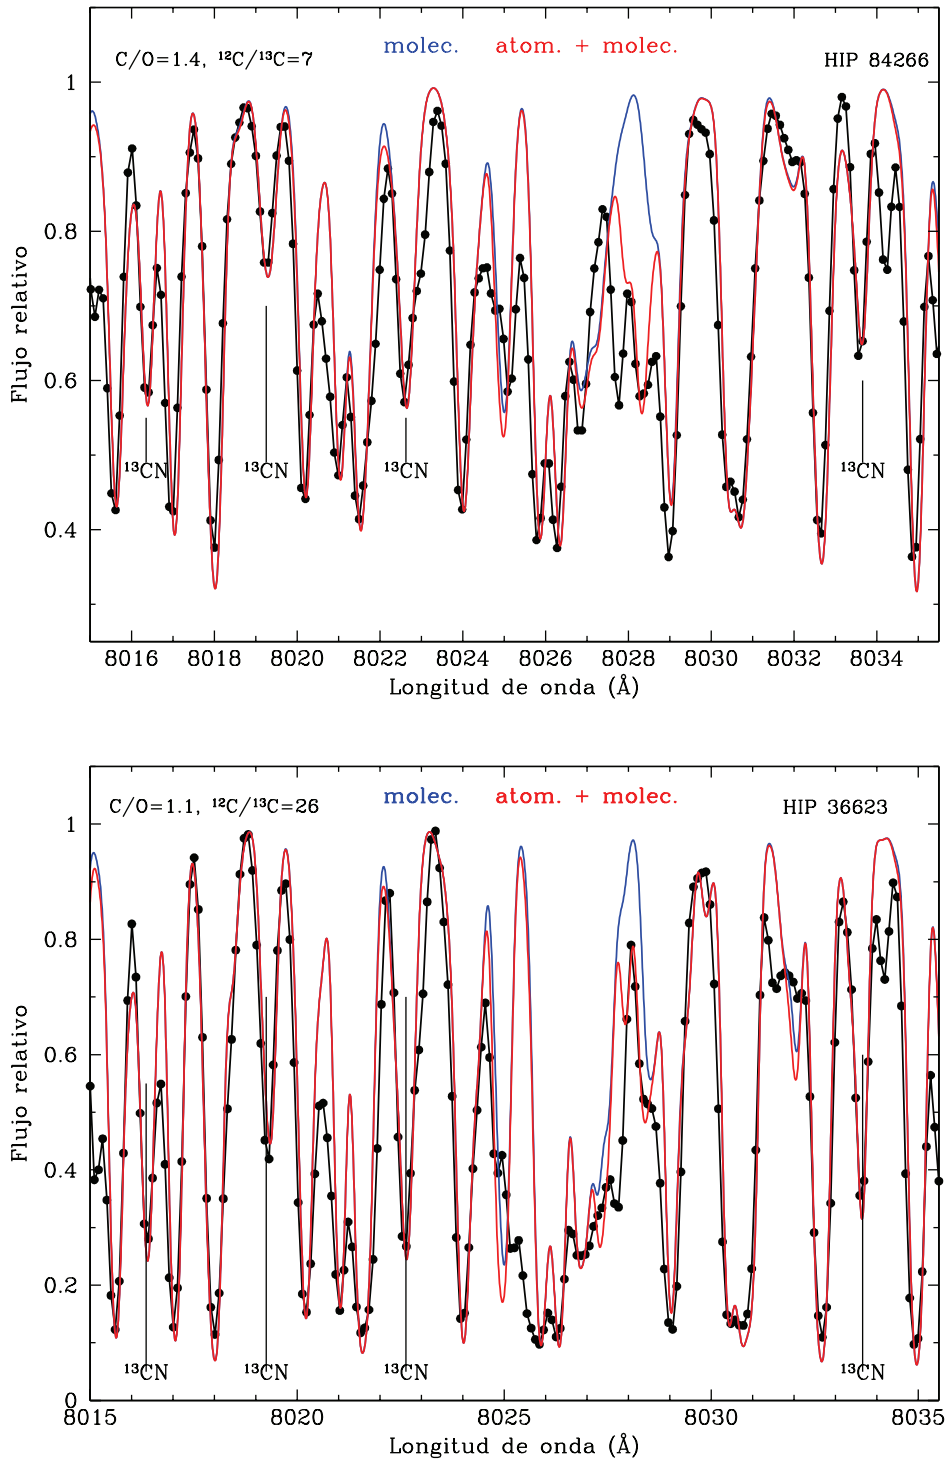 molec. atom. + molec.
C/O=1.4, ¹²C/¹³C=7 HIP 84266
1
0.8
0.6
0.4
Flujo relativo
¹³CN ¹³CN ¹³CN ¹³CN
8016 8018 8020 8022 8024 8026 8028 8030 8032 8034
Longitud de onda (Å)
molec. atom. + molec.
C/O=1.1, ¹²C/¹³C=26 HIP 36623
1
0.8
0.6
0.4
0.2
0
Flujo relativo
¹³CN ¹³CN ¹³CN ¹³CN
8015 8020 8025 8030 8035
Longitud de onda (Å)